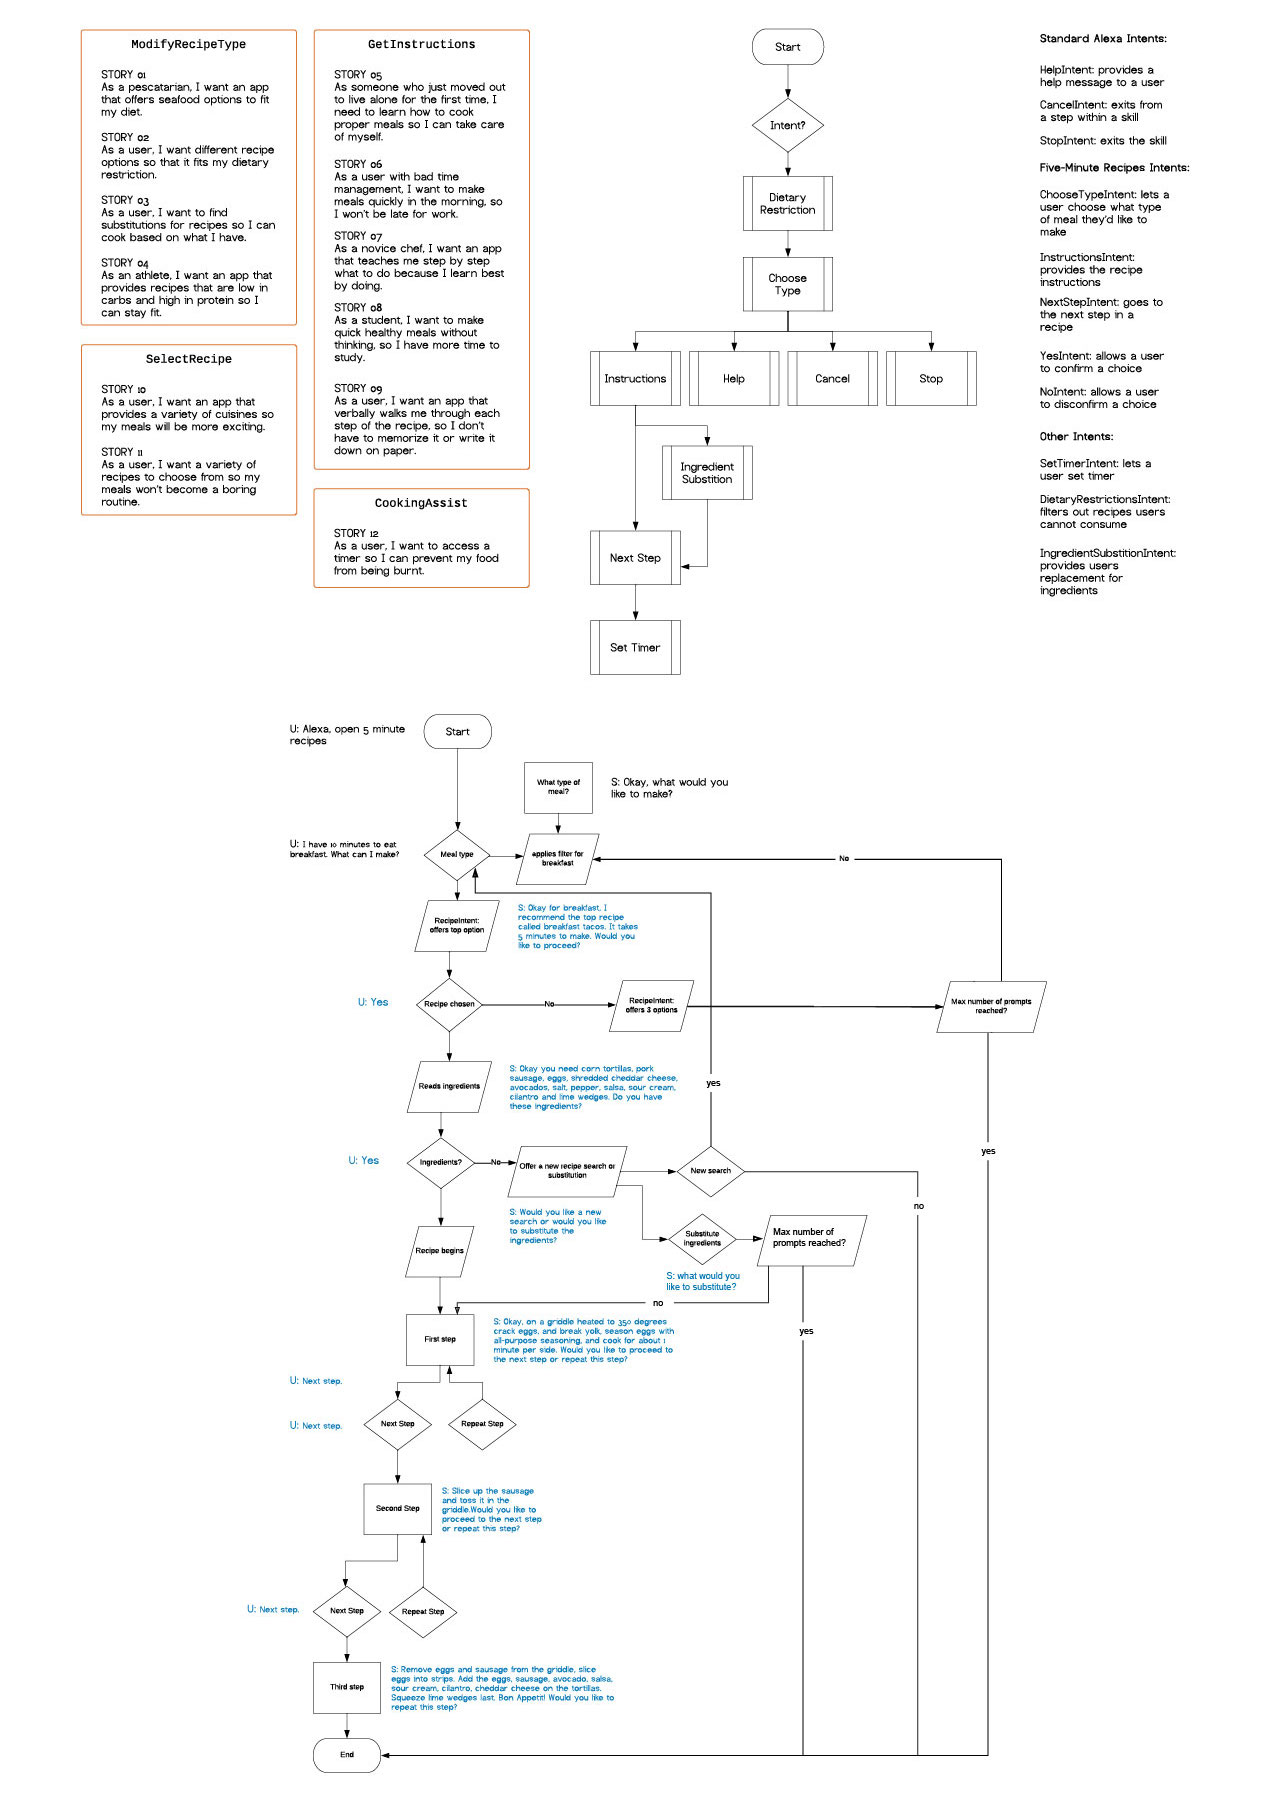 ModifyRecipeType
STORY 01
As a pescatarian, I want an app
that offers seafood options to fit
my diet.
STORY 02
As a user, I want different recipe
options so that it fits my dietary
restriction.
STORY 03
As a user, I want to find
substitutions for recipes so I can
cook based on what I have.
STORY 04
As an athlete, I want an app that
provides recipes that are low in
carbs and high in protein so I
can stay fit.
SelectRecipe
STORY 10
As a user, I want an app that
provides a variety of cuisines so
my meals will be more exciting.
STORY 11
As a user, I want a variety of
recipes to choose from so my
meals won't become a boring
routine.
GetInstructions
STORY 05
As someone who just moved out
to live alone for the first time, I
need to learn how to cook
proper meals so I can take care
of myself.
STORY 06
As a user with bad time
management, I want to make
meals quickly in the morning, so
I won't be late for work.
STORY 07
As a novice chef, I want an app
that teaches me step by step
what to do because I learn best
by doing.
STORY 08
As a student, I want to make
quick healthy meals without
thinking, so I have more time to
study.
STORY 09
As a user, I want an app that
verbally walks me through each
step of the recipe, so I don't
have to memorize it or write it
down on paper.
CookingAssist
STORY 12
As a user, I want to access a
timer so I can prevent my food
from being burnt.
Start
Intent?
Dietary
Restriction
Choose
Type
Instructions
Help
Cancel
Stop
Ingredient
Substition
Next Step
Set Timer
Standard Alexa Intents:
HelpIntent: provides a
help message to a user
CancelIntent: exits from
a step within a skill
StopIntent: exits the skill
Five-Minute Recipes Intents:
ChooseTypeIntent: lets a
user choose what type
of meal they'd like to
make
InstructionsIntent:
provides the recipe
instructions
NextStepIntent: goes to
the next step in a
recipe
YesIntent: allows a user
to confirm a choice
NoIntent: allows a user
to disconfirm a choice
Other Intents:
SetTimerIntent: lets a
user set timer
DietaryRestrictionsIntent:
filters out recipes users
cannot consume
IngredientSubstitionIntent:
provides users
replacement for
ingredients
U: Alexa, open 5 minute
recipes
Start
What type of
meal?
S: Okay, what would you
like to make?
U: I have 10 minutes to eat
breakfast. What can I make?
Meal type
applies filter for
breakfast
No
RecipeIntent:
offers top option
S: Okay for breakfast, I
recommend the top recipe
called breakfast tacos. It takes
5 minutes to make. Would you
like to proceed?
U: Yes
Recipe chosen
No
RecipeIntent:
offers 3 options
Max number of prompts
reached?
Reads ingredients
S: Okay you need corn tortillas, pork
sausage, eggs, shredded cheddar cheese,
avocados, salt, pepper, salsa, sour cream,
cilantro and lime wedges. Do you have
these ingredients?
yes
yes
U: Yes
Ingredients?
No
Offer a new recipe search or
substitution
New search
no
S: Would you like a new
search or would you like
to substitute the
ingredients?
Substitute
ingredients
Max number of
prompts reached?
Recipe begins
S: what would you
like to substitute?
no
yes
First step
S: Okay, on a griddle heated to 350 degrees
crack eggs, and break yolk, season eggs with
all-purpose seasoning, and cook for about 1
minute per side. Would you like to proceed to
the next step or repeat this step?
U: Next step.
U: Next step.
Next Step
Repeat Step
Second Step
S: Slice up the sausage
and toss it in the
griddle.Would you like to
proceed to the next step
or repeat this step?
U: Next step.
Next Step
Repeat Step
Third step
S: Remove eggs and sausage from the griddle, slice
eggs into strips. Add the eggs, sausage, avocado, salsa,
sour cream, cilantro, cheddar cheese on the tortillas.
Squeeze lime wedges last. Bon Appetit! Would you like to
repeat this step?
End